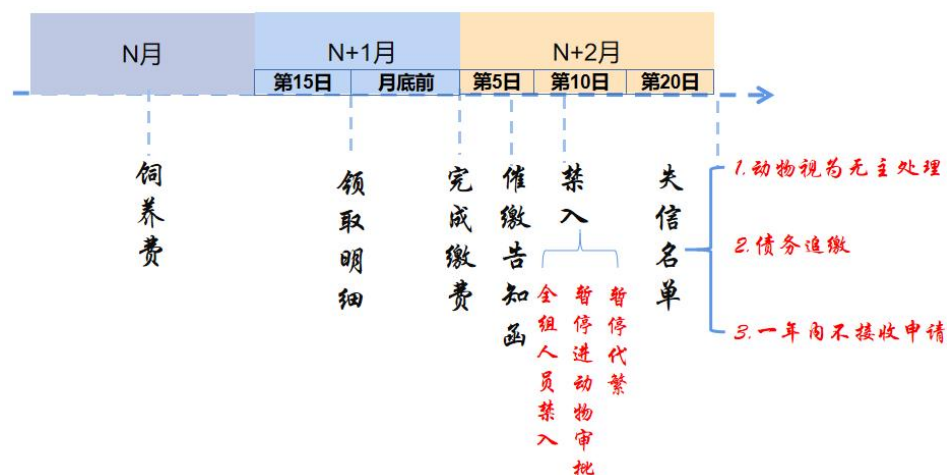 N月
N+1月
N+2月
第15日
月底前
第5日
第10日
第20日
饲养费
领取明细
完成缴费
催缴告知函
禁入
全组人员禁入
暂停进动物审批
暂停代繁
失信名单
1.动物视为无主处理
2.债务追缴
3.一年内不接收申请